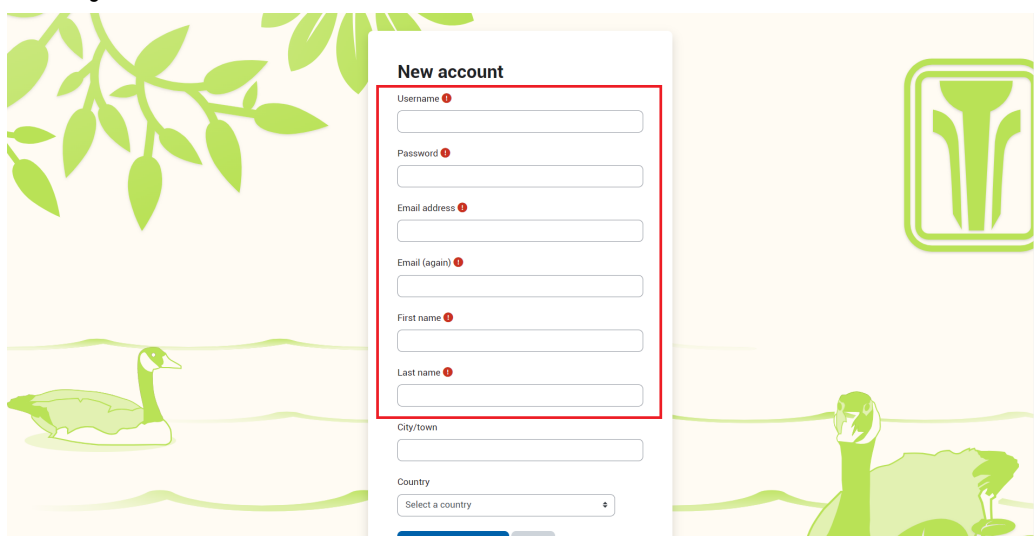 New account
Username
Password
Email address
Email (again)
First name
Last name
City/town
Country
Select a country